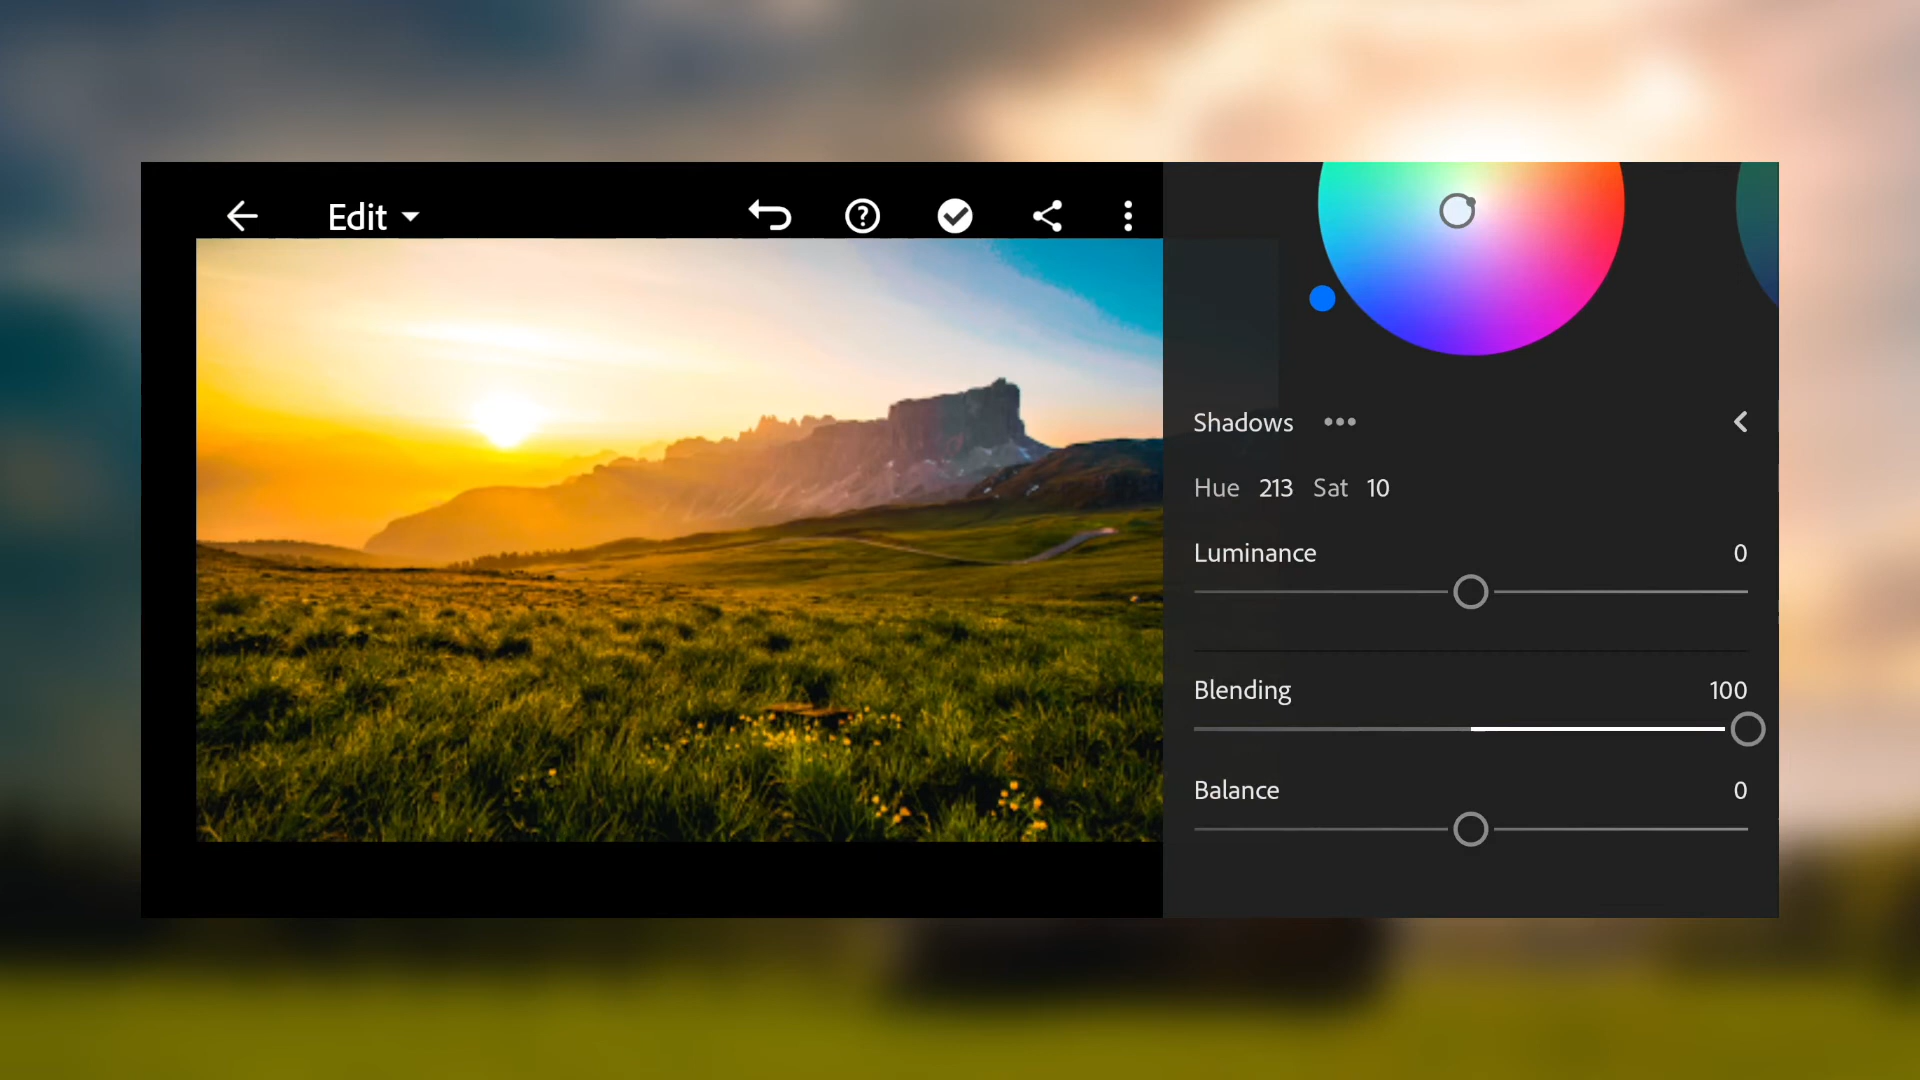 Edit
Shadows
Hue 213 Sat 10
Luminance 0
Blending 100
Balance 0